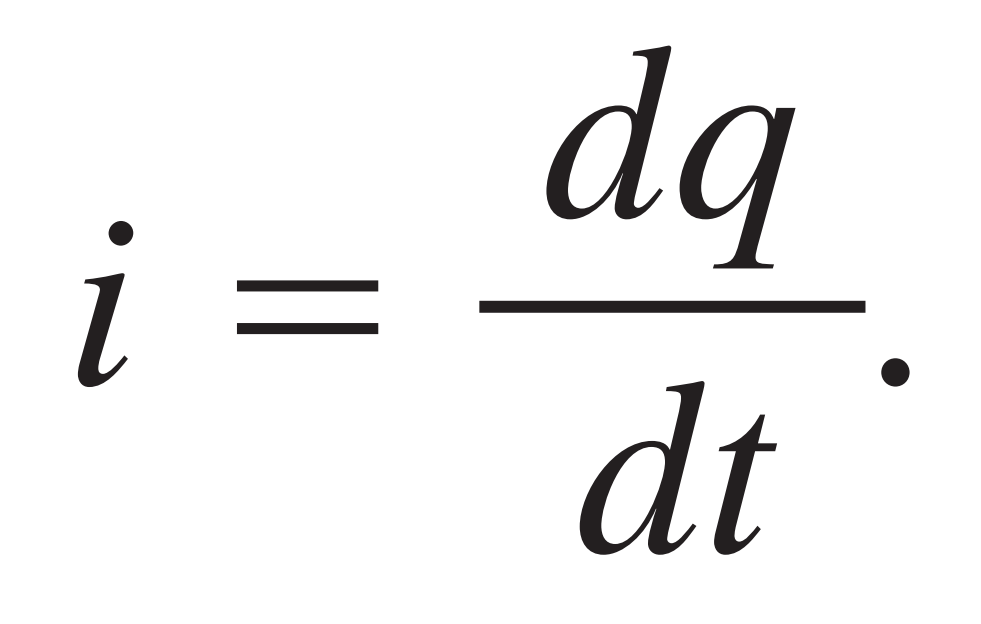 i = dq/dt.